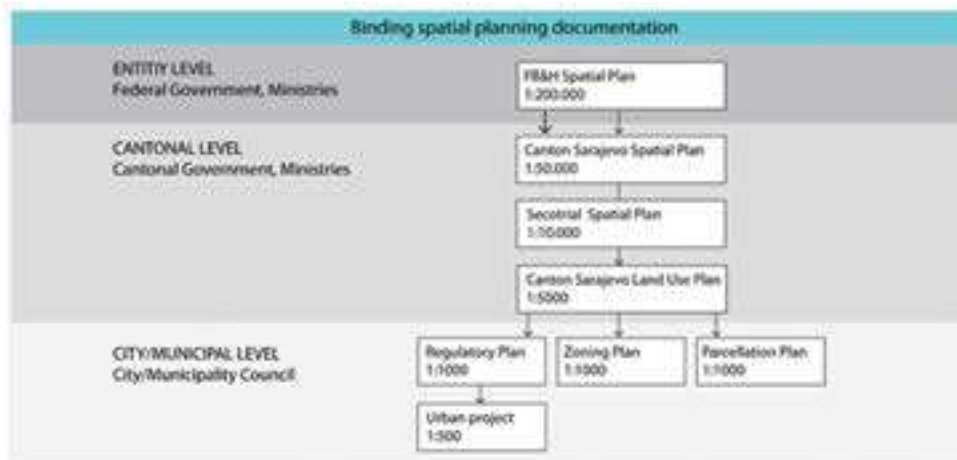 Binding spatial planning documentation
ENTITIY LEVEL
Federal Government, Ministries
FB&H Spatial Plan
1:200.000
CANTONAL LEVEL
Cantonal Government, Ministries
Canton Sarajevo Spatial Plan
1:50.000
Secotrial Spatial Plan
1:10.000
Canton Sarajevo Land Use Plan
1:5000
CITY/MUNICIPAL LEVEL
City/Municipality Council
Regulatory Plan
1:1000
Zoning Plan
1:1000
Parcellation Plan
1:1000
Urban project
1:500